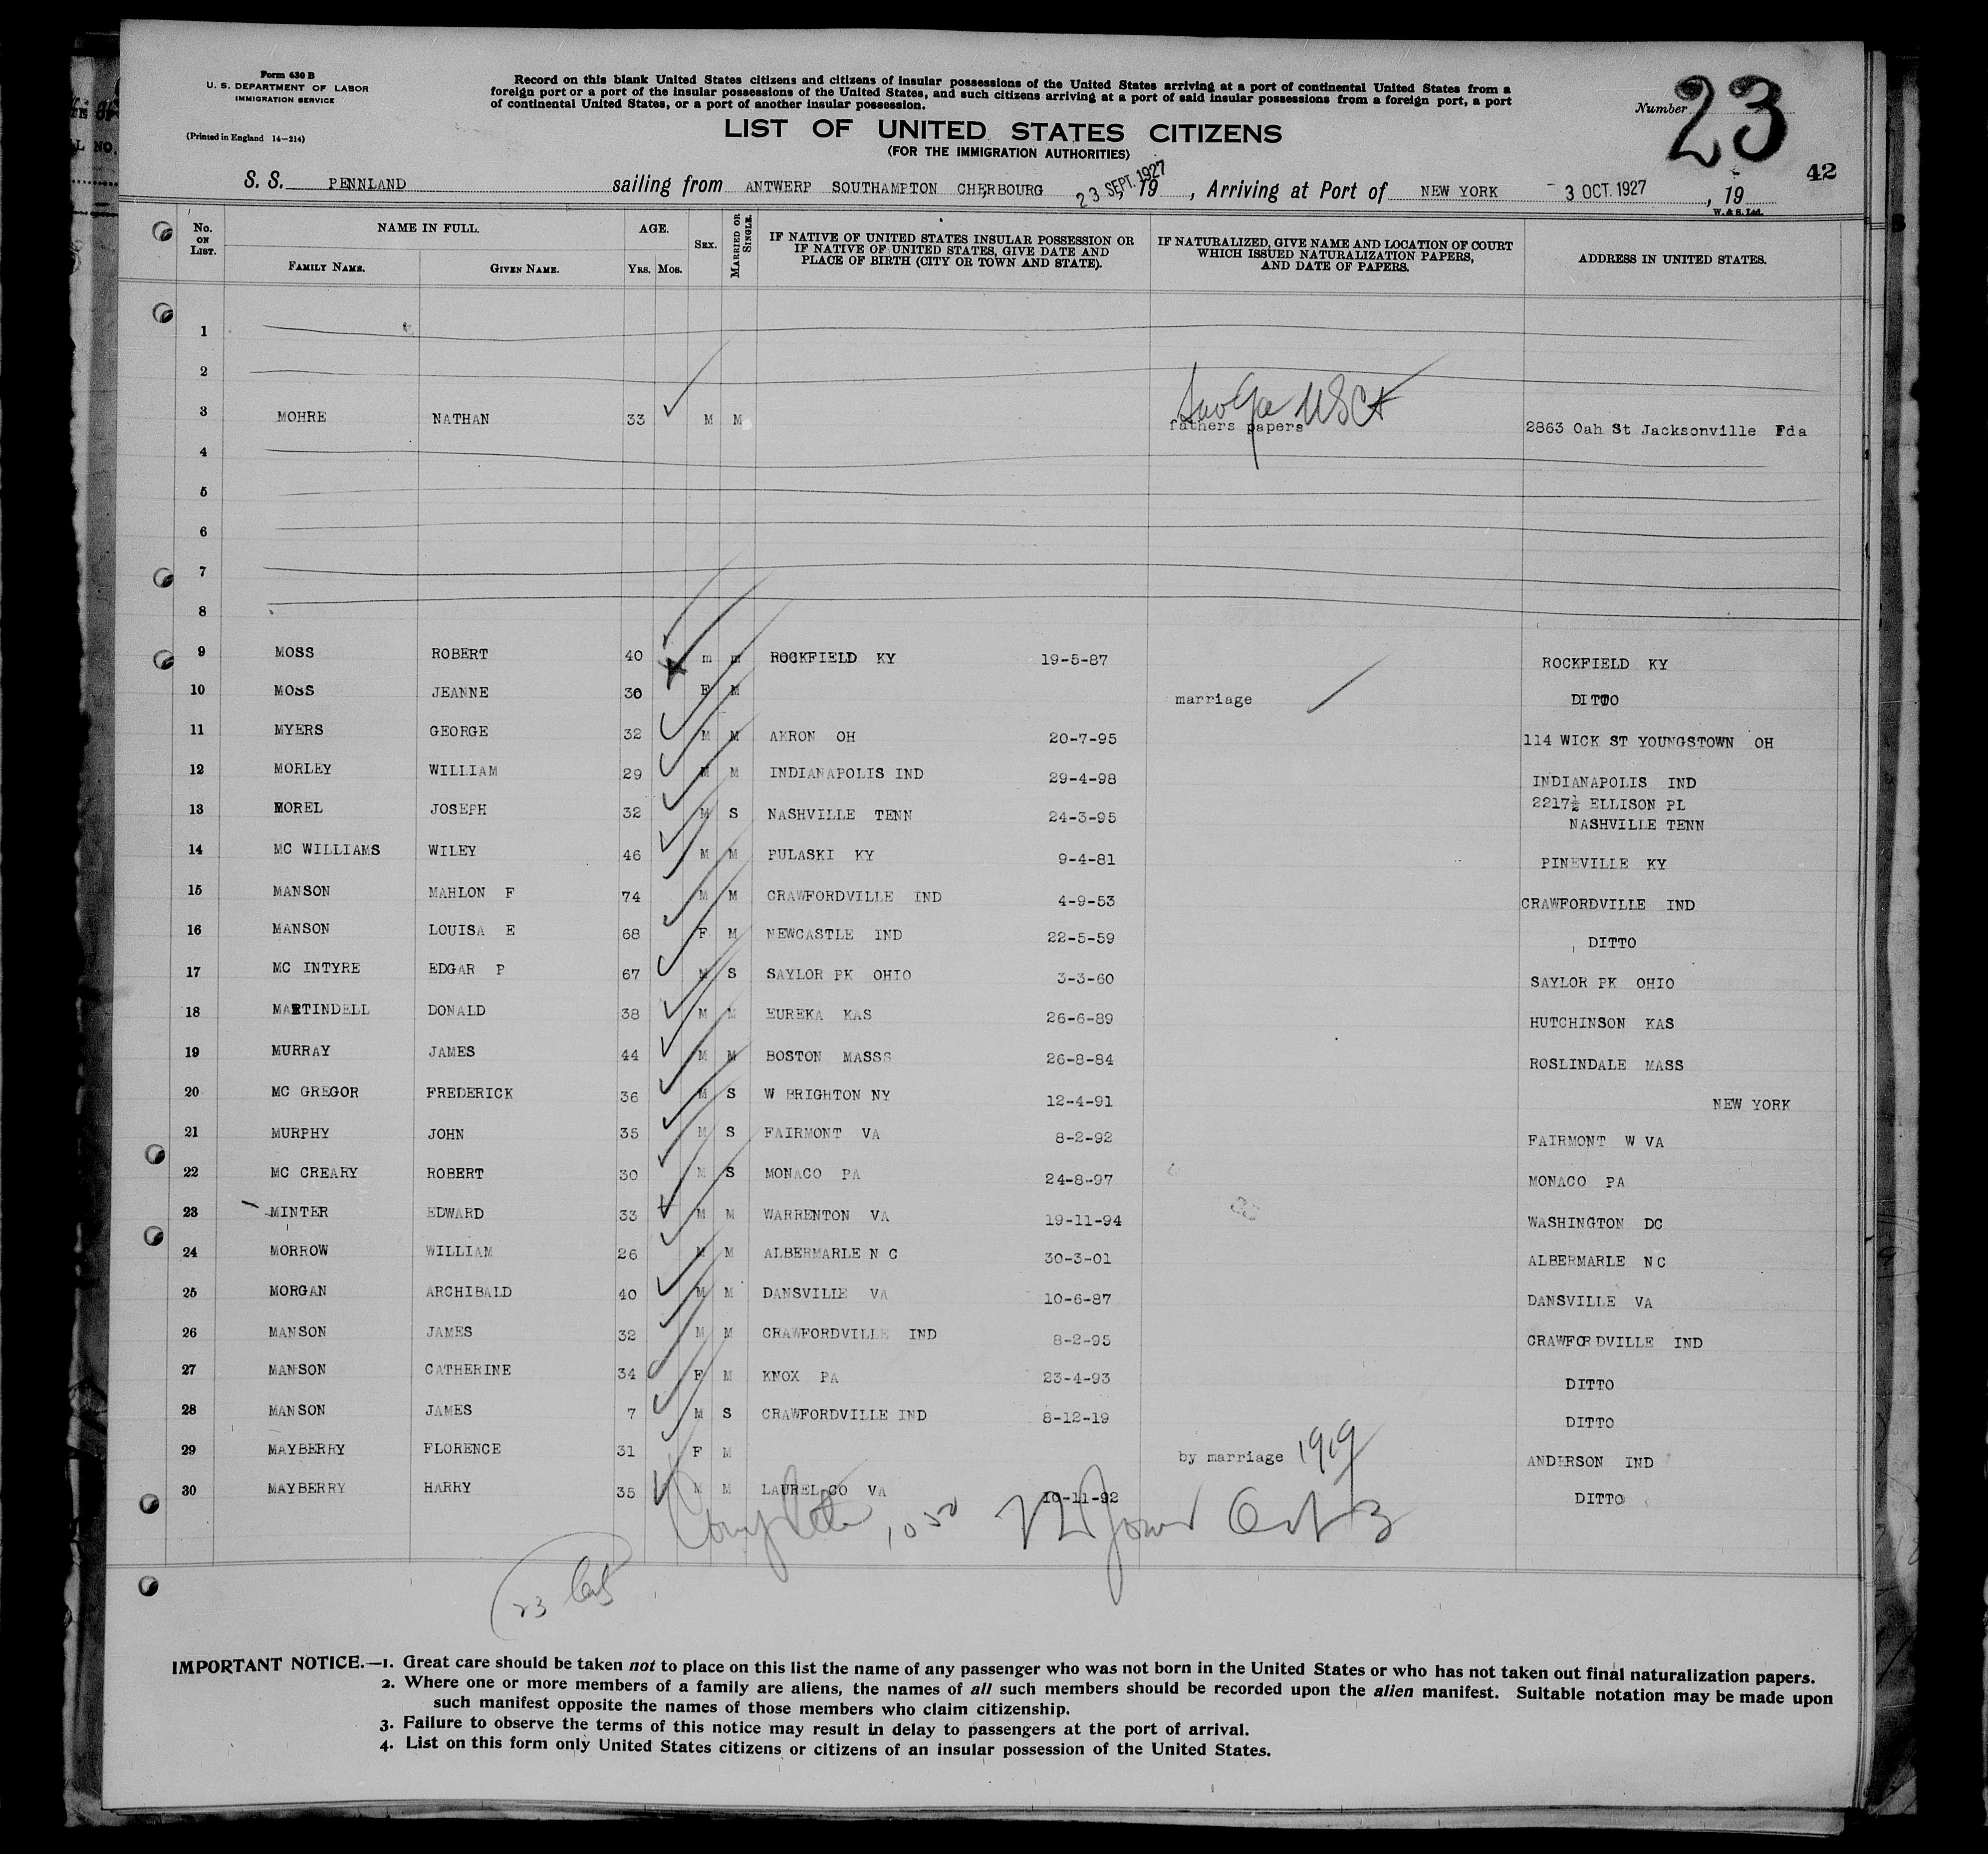 Form 630 B
U. S. DEPARTMENT OF LABOR
IMMIGRATION SERVICE
(Printed in England 14-214)
Record on this blank United States citizens and citizens of insular possessions of the United States arriving at a port of continental United States from a
foreign port or a port of the insular possessions of the United States, and such citizens arriving at a port of said insular possessions from a foreign port, a port
of continental United States, or a port of another insular possession.
LIST OF UNITED STATES CITIZENS
(FOR THE IMMIGRATION AUTHORITIES)
Number 23
42
S. S. PENNLAND sailing from ANTWERP SOUTHAMPTON CHERBOURG 23 SEPT. 1927 19 , Arriving at Port of NEW YORK 3 OCT. 1927 , 19
W. & S. Ltd.
No. ON LIST. NAME IN FULL. FAMILY NAME. GIVEN NAME. AGE. YRS. MOS. SEX. MARRIED OR SINGLE. IF NATIVE OF UNITED STATES INSULAR POSSESSION OR IF NATIVE OF UNITED STATES, GIVE DATE AND PLACE OF BIRTH (CITY OR TOWN AND STATE). IF NATURALIZED, GIVE NAME AND LOCATION OF COURT WHICH ISSUED NATURALIZATION PAPERS, AND DATE OF PAPERS. ADDRESS IN UNITED STATES.
1
2
3 MOHRE NATHAN 33 M M fathers papers USCt 2863 Oah St Jacksonville Fda
4
5
6
7
8
9 MOSS ROBERT 40 m m ROCKFIELD KY 19-5-87 ROCKFIELD KY
10 MOSS JEANNE 30 F M marriage DITTO
11 MYERS GEORGE 32 M M AKRON OH 20-7-95 114 WICK ST YOUNGSTOWN OH
12 MORLEY WILLIAM 29 M M INDIANAPOLIS IND 29-4-98 INDIANAPOLIS IND
13 MOREL JOSEPH 32 M S NASHVILLE TENN 24-3-95 2217½ ELLISON PL
NASHVILLE TENN
14 MC WILLIAMS WILEY 46 M M PULASKI KY 9-4-81 PINEVILLE KY
15 MANSON MAHLON F 74 M M CRAWFORDVILLE IND 4-9-53 CRAWFORDVILLE IND
16 MANSON LOUISA E 68 F M NEWCASTLE IND 22-5-59 DITTO
17 MC INTYRE EDGAR P 67 M S SAYLOR PK OHIO 3-3-60 SAYLOR PK OHIO
18 MARTINDELL DONALD 38 M M EUREKA KAS 26-6-89 HUTCHINSON KAS
19 MURRAY JAMES 44 M M BOSTON MASSS 26-8-84 ROSLINDALE MASS
20 MC GREGOR FREDERICK 36 M S W BRIGHTON NY 12-4-91 NEW YORK
21 MURPHY JOHN 35 M S FAIRMONT VA 8-2-92 FAIRMONT W VA
22 MC CREARY ROBERT 30 M S MONACO PA 24-8-97 MONACO PA
23 MINTER EDWARD 33 M M WARRENTON VA 19-11-94 WASHINGTON DC
24 MORROW WILLIAM 26 M M ALBERMARLE N C 30-3-01 ALBERMARLE NC
25 MORGAN ARCHIBALD 40 M M DANSVILLE VA 10-6-87 DANSVILLE VA
26 MANSON JAMES 32 M M CRAWFORDVILLE IND 8-2-95 CRAWFORDVILLE IND
27 MANSON CATHERINE 34 F M KNOX PA 23-4-93 DITTO
28 MANSON JAMES 7 M S CRAWFORDVILLE IND 8-12-19 DITTO
29 MAYBERRY FLORENCE 31 F M by marriage 1919 ANDERSON IND
30 MAYBERRY HARRY 35 M M LAUREL CO VA 10-11-92 DITTO
Complete Oct 3
23
IMPORTANT NOTICE.—1. Great care should be taken not to place on this list the name of any passenger who was not born in the United States or who has not taken out final naturalization papers.
2. Where one or more members of a family are aliens, the names of all such members should be recorded upon the alien manifest. Suitable notation may be made upon
such manifest opposite the names of those members who claim citizenship.
3. Failure to observe the terms of this notice may result in delay to passengers at the port of arrival.
4. List on this form only United States citizens or citizens of an insular possession of the United States.